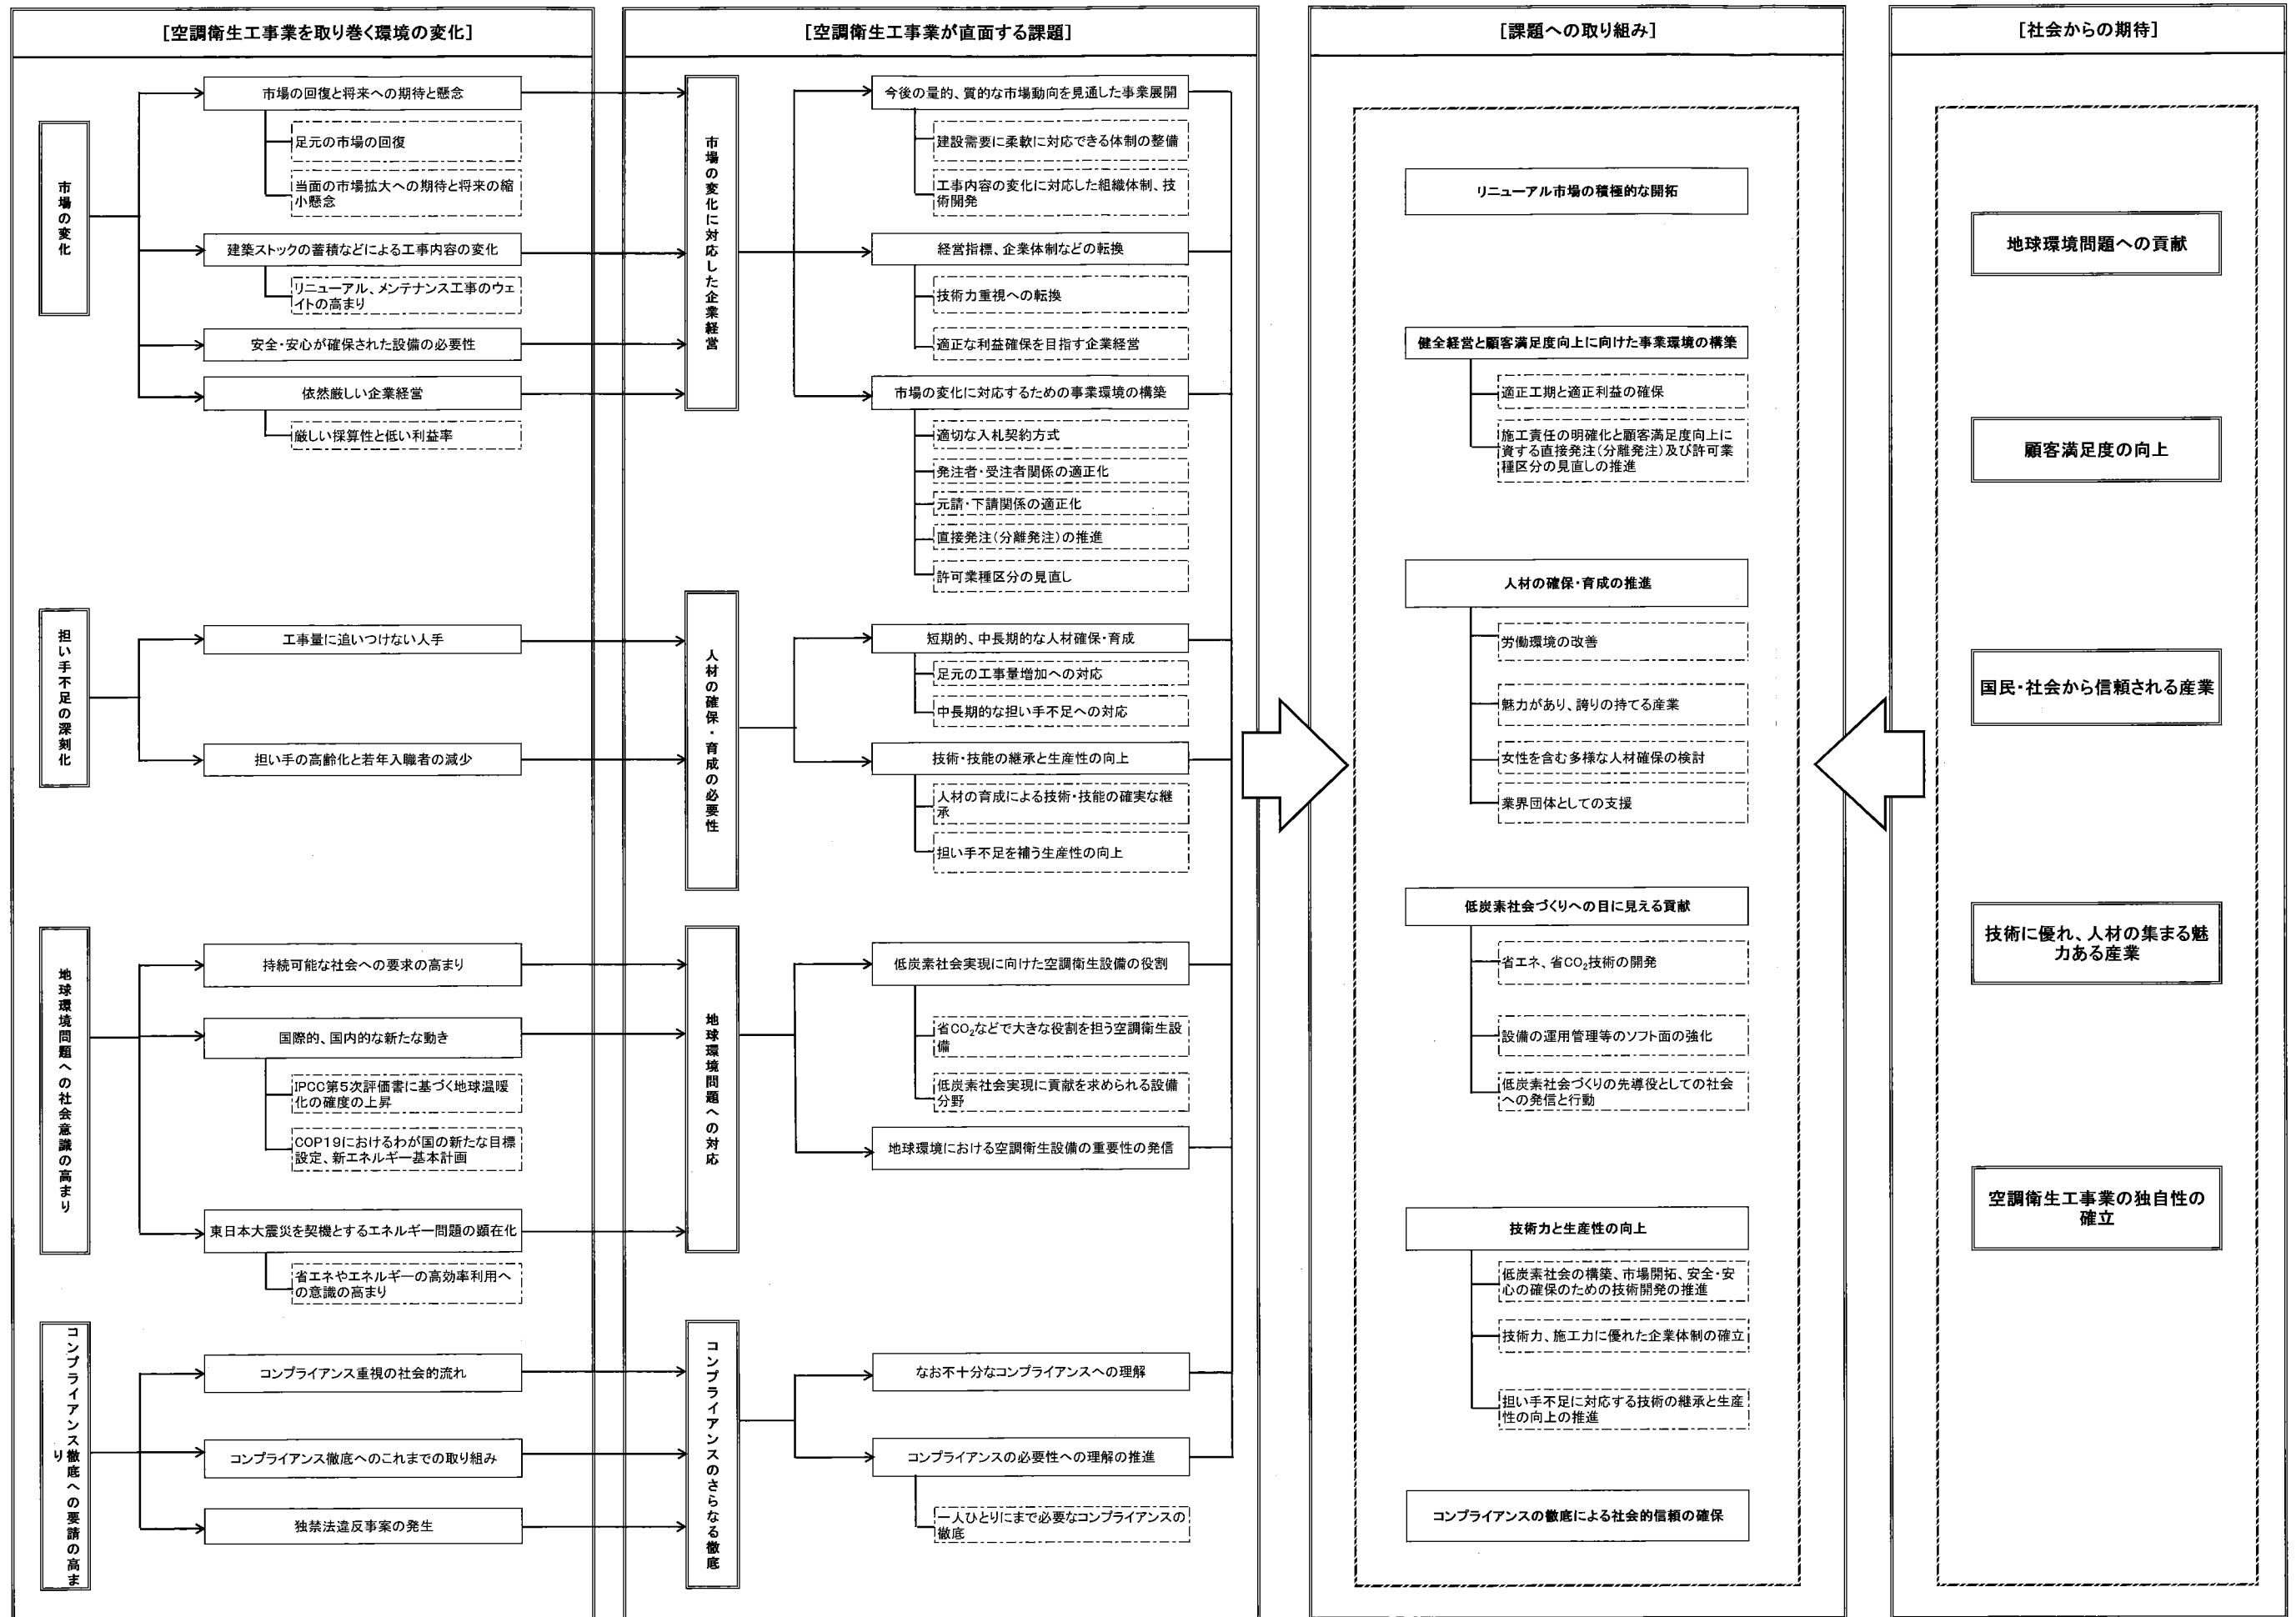 [空調衛生工事業を取り巻く環境の変化]
市場の変化
市場の回復と将来への期待と懸念
足元の市場の回復
当面の市場拡大への期待と将来の縮
小懸念
建築ストックの蓄積などによる工事内容の変化
リニューアル、メンテナンス工事のウェ
イトの高まり
安全・安心が確保された設備の必要性
依然厳しい企業経営
厳しい採算性と低い利益率
担い手不足の深刻化
工事量に追いつけない人手
担い手の高齢化と若年入職者の減少
地球環境問題への社会意識の高まり
持続可能な社会への要求の高まり
国際的、国内的な新たな動き
IPCC第5次評価書に基づく地球温暖
化の確度の上昇
COP19におけるわが国の新たな目標
設定、新エネルギー基本計画
東日本大震災を契機とするエネルギー問題の顕在化
省エネやエネルギーの高効率利用へ
の意識の高まり
コンプライアンス徹底への要請の高ま
り
コンプライアンス重視の社会的流れ
コンプライアンス徹底へのこれまでの取り組み
独禁法違反事案の発生
[空調衛生工事業が直面する課題]
市場の変化に対応した企業経営
今後の量的、質的な市場動向を見通した事業展開
建設需要に柔軟に対応できる体制の整備
工事内容の変化に対応した組織体制、技
術開発
経営指標、企業体制などの転換
技術力重視への転換
適正な利益確保を目指す企業経営
市場の変化に対応するための事業環境の構築
適切な入札契約方式
発注者・受注者関係の適正化
元請・下請関係の適正化
直接発注(分離発注)の推進
許可業種区分の見直し
人材の確保・育成の必要性
短期的、中長期的な人材確保・育成
足元の工事量増加への対応
中長期的な担い手不足への対応
技術・技能の継承と生産性の向上
人材の育成による技術・技能の確実な継
承
担い手不足を補う生産性の向上
地球環境問題への対応
低炭素社会実現に向けた空調衛生設備の役割
省CO₂などで大きな役割を担う空調衛生設
備
低炭素社会実現に貢献を求められる設備
分野
地球環境における空調衛生設備の重要性の発信
コンプライアンスのさらなる徹底
なお不十分なコンプライアンスへの理解
コンプライアンスの必要性への理解の推進
一人ひとりにまで必要なコンプライアンスの
徹底
[課題への取り組み]
リニューアル市場の積極的な開拓
健全経営と顧客満足度向上に向けた事業環境の構築
適正工期と適正利益の確保
施工責任の明確化と顧客満足度向上に
資する直接発注(分離発注)及び許可業
種区分の見直しの推進
人材の確保・育成の推進
労働環境の改善
魅力があり、誇りの持てる産業
女性を含む多様な人材確保の検討
業界団体としての支援
低炭素社会づくりへの目に見える貢献
省エネ、省CO₂技術の開発
設備の運用管理等のソフト面の強化
低炭素社会づくりの先導役としての社会
への発信と行動
技術力と生産性の向上
低炭素社会の構築、市場開拓、安全・安
心の確保のための技術開発の推進
技術力、施工力に優れた企業体制の確立
担い手不足に対応する技術の継承と生産
性の向上の推進
コンプライアンスの徹底による社会的信頼の確保
[社会からの期待]
地球環境問題への貢献
顧客満足度の向上
国民・社会から信頼される産業
技術に優れ、人材の集まる魅
力ある産業
空調衛生工事業の独自性の
確立